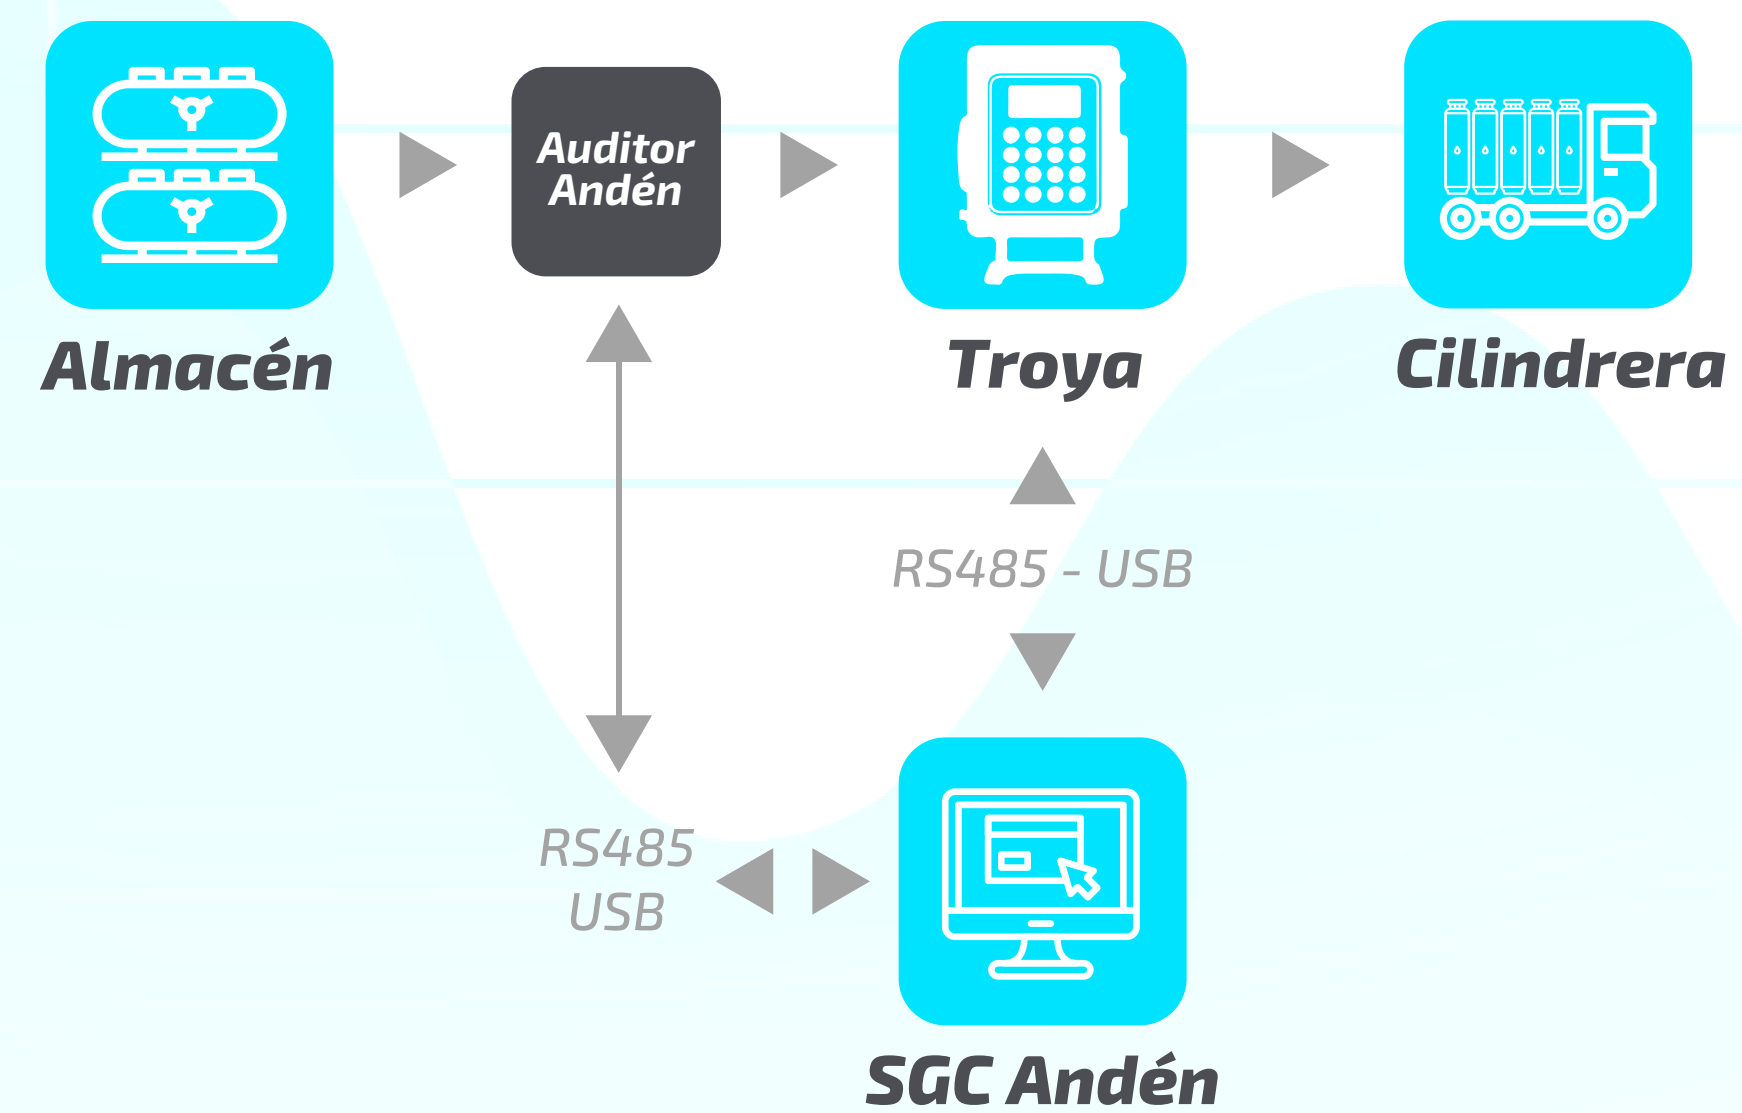 Auditor
Andén
Almacén
Troya
Cilindrera
RS485 - USB
RS485
USB
SGC Andén